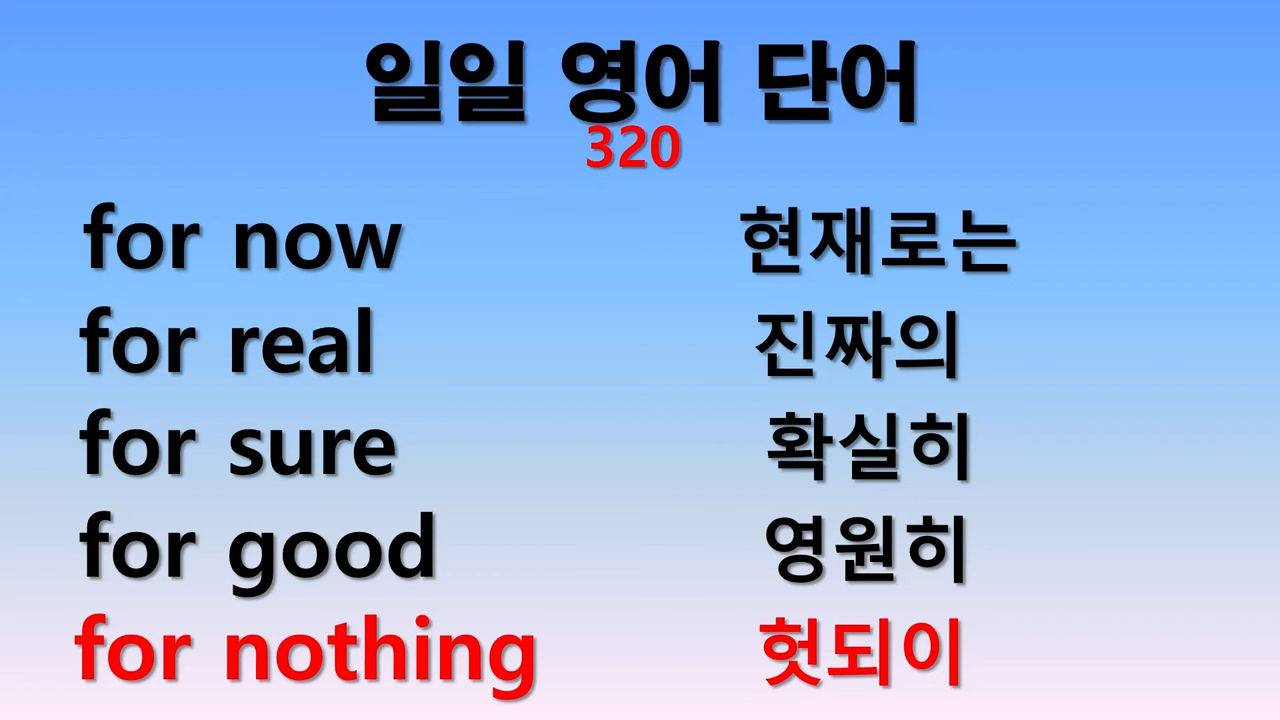 일일 영어 단어
320
for now 현재로는
for real 진짜의
for sure 확실히
for good 영원히
for nothing 헛되이